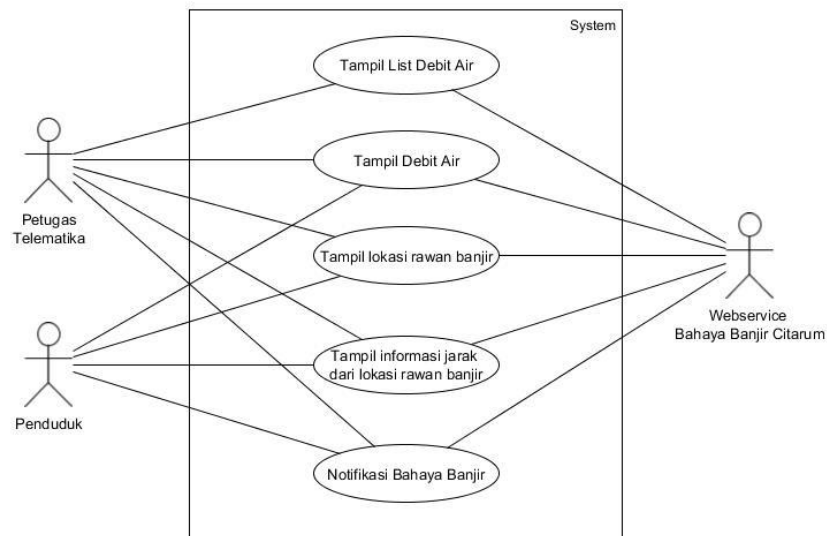 System
Tampil List Debit Air
Tampil Debit Air
Petugas
Telematika
Tampil lokasi rawan banjir
Webservice
Bahaya Banjir Citarum
Tampil informasi jarak
dari lokasi rawan banjir
Penduduk
Notifikasi Bahaya Banjir